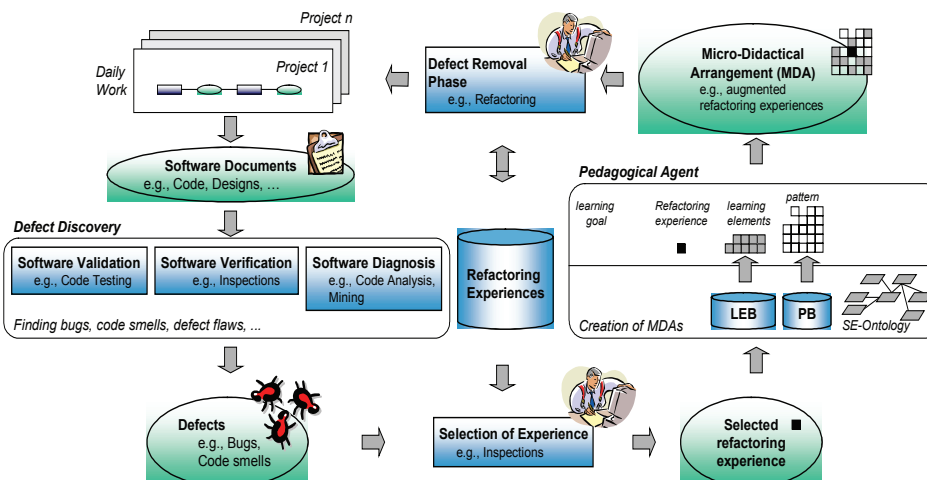 Project n
Project 1
Daily
Work
Software Documents
e.g., Code, Designs, …
Defect Discovery
Software Validation
e.g., Code Testing
Software Verification
e.g., Inspections
Software Diagnosis
e.g., Code Analysis,
Mining
Finding bugs, code smells, defect flaws, ...
Defects
e.g., Bugs,
Code smells
Defect Removal
Phase
e.g., Refactoring
Refactoring
Experiences
Selection of Experience
e.g., Inspections
Micro-Didactical
Arrangement (MDA)
e.g., augmented
refactoring experiences
Pedagogical Agent
learning
goal
Refactoring
experience
learning
elements
pattern
LEB
PB
Creation of MDAs
SE-Ontology
Selected
refactoring
experience